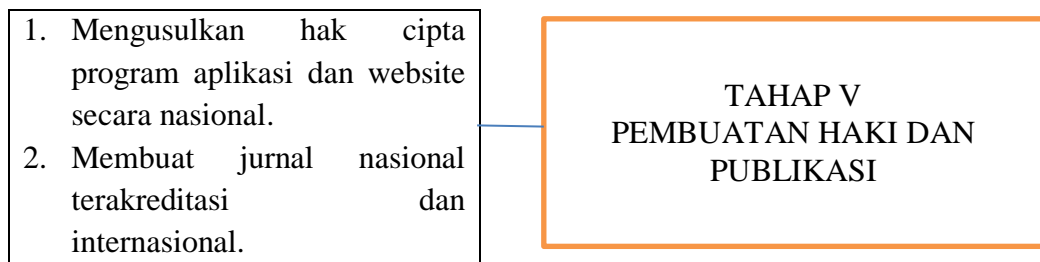 1. Mengusulkan hak cipta
program aplikasi dan website
secara nasional.
2. Membuat jurnal nasional
terakreditasi dan
internasional.
TAHAP V
PEMBUATAN HAKI DAN
PUBLIKASI